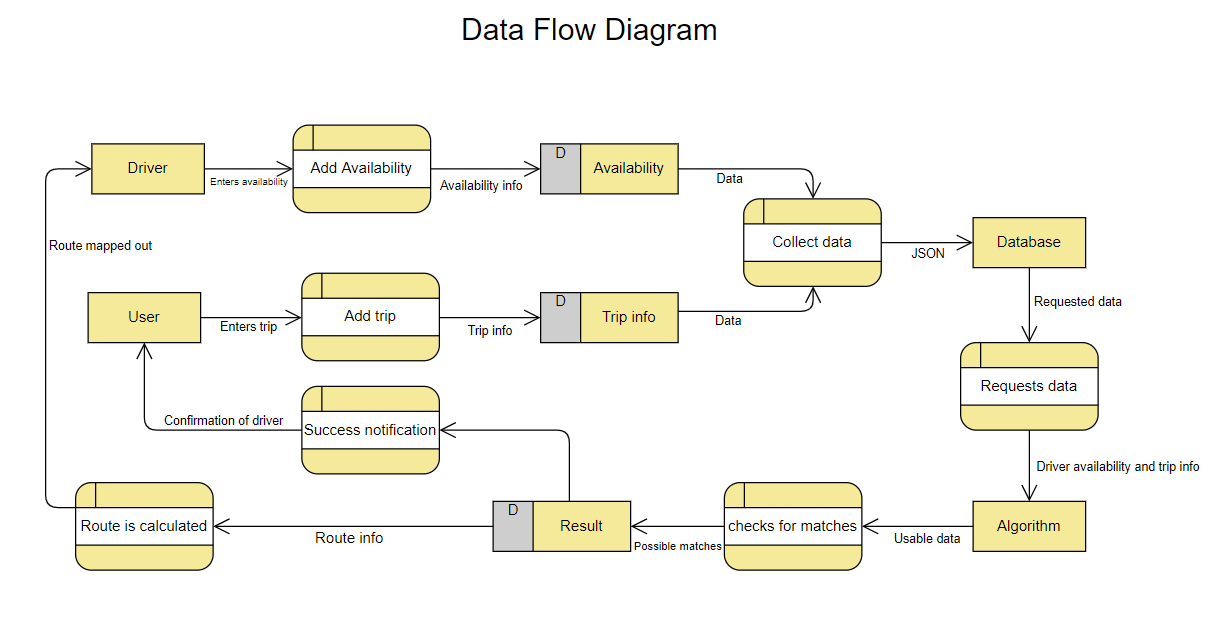 Data Flow Diagram
Driver
Enters availability
Add Availability
Availability info
D
Availability
Data
Collect data
JSON
Database
Route mapped out
User
Enters trip
Add trip
Trip info
D
Trip info
Data
Requested data
Requests data
Confirmation of driver
Success notification
Driver availability and trip info
Route is calculated
Route info
D
Result
Possible matches
checks for matches
Usable data
Algorithm